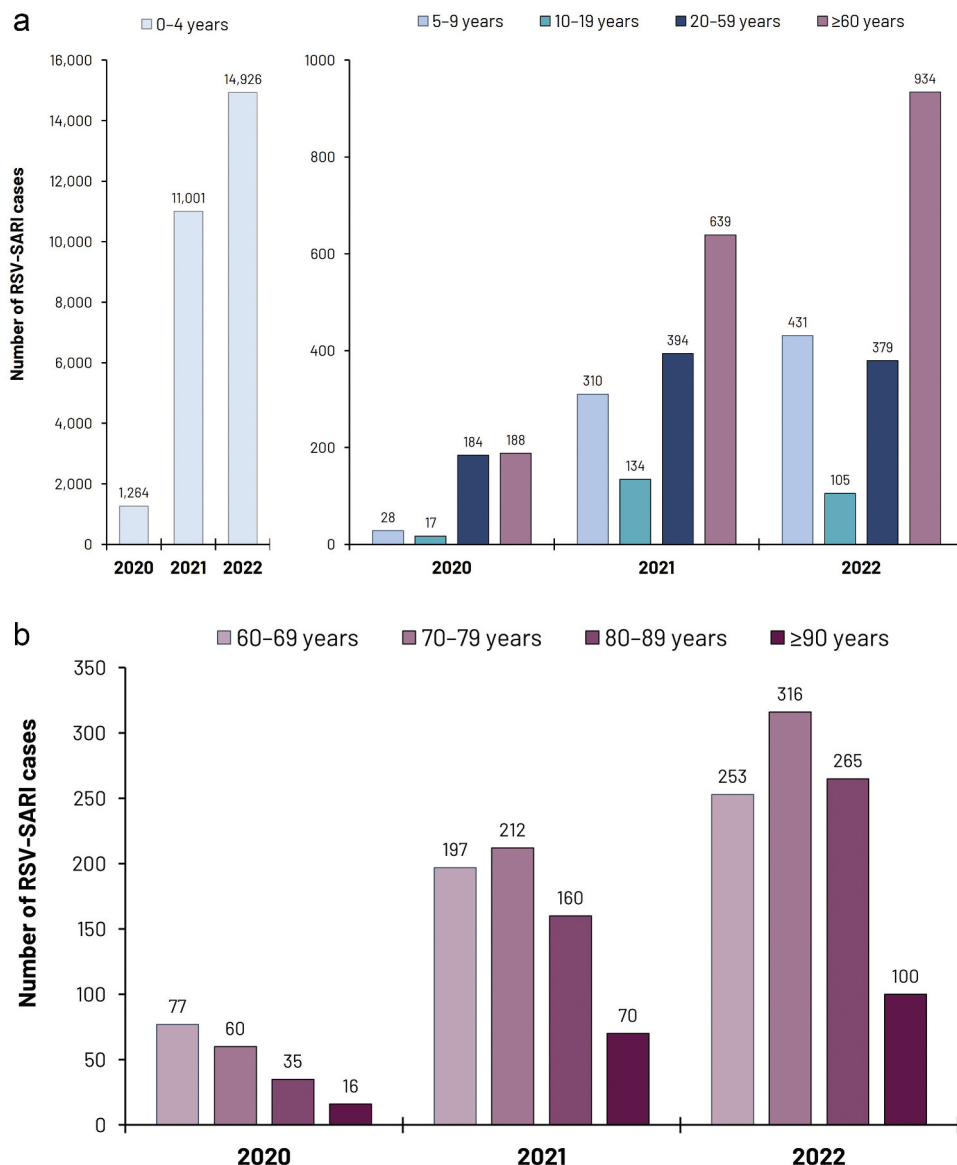 a
0–4 years
5–9 years 10–19 years 20–59 years ≥60 years
Number of RSV-SARI cases
16,000
14,000
12,000
10,000
8,000
6,000
4,000
2,000
0
1,264
11,001
14,926
2020 2021 2022
1000
800
600
400
200
0
28 17 184 188
310 134 394 639
431 105 379 934
2020 2021 2022
b
60–69 years 70–79 years 80–89 years ≥90 years
Number of RSV-SARI cases
350
300
250
200
150
100
50
0
77 60 35 16
197 212 160 70
253 316 265 100
2020 2021 2022